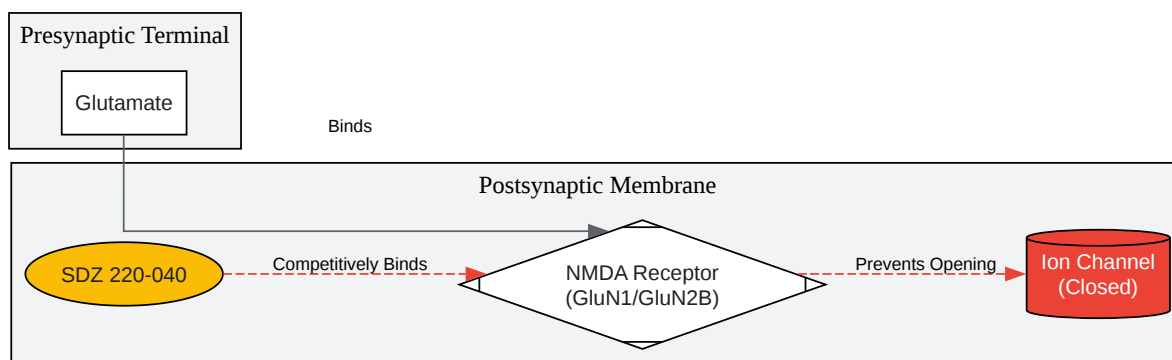 Presynaptic Terminal
Glutamate
Binds
Postsynaptic Membrane
SDZ 220-040
Competitively Binds
NMDA Receptor
(GluN1/GluN2B)
Prevents Opening
Ion Channel
(Closed)